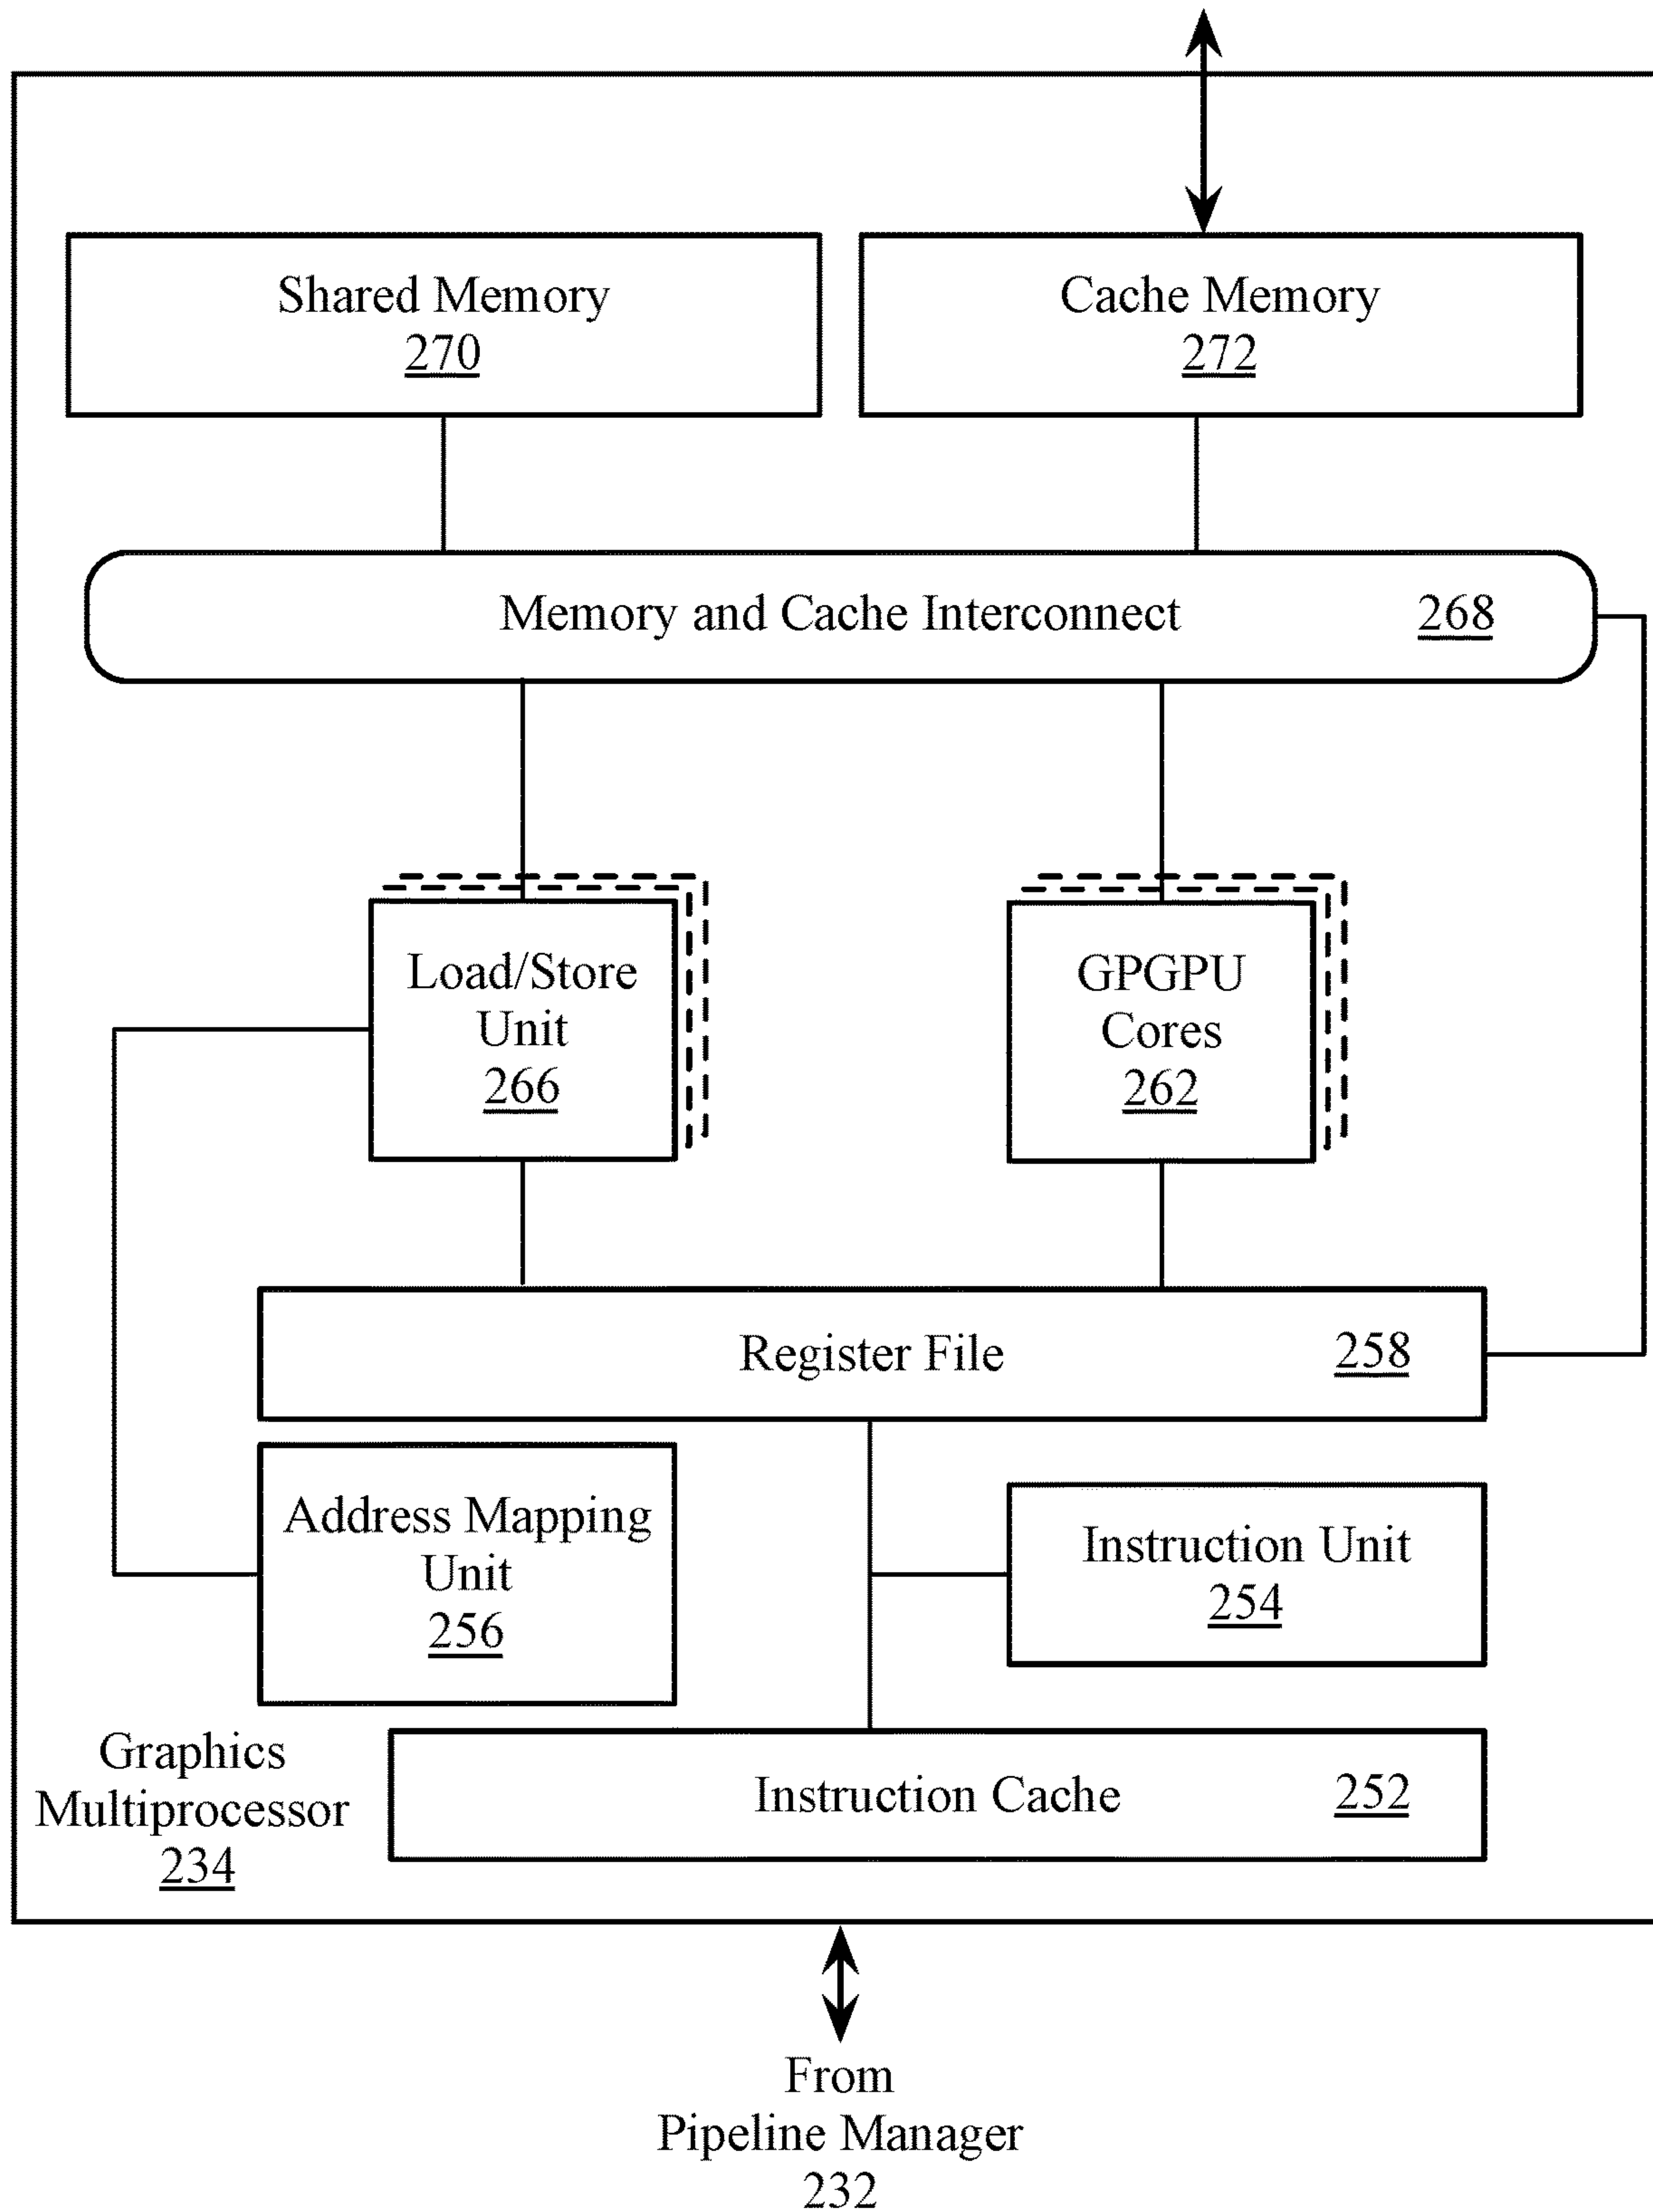 Shared Memory
270
Cache Memory
272
Memory and Cache Interconnect 268
Load/Store
Unit
266
GPGPU
Cores
262
Register File 258
Address Mapping
Unit
256
Instruction Unit
254
Graphics
Multiprocessor
234
Instruction Cache 252
From
Pipeline Manager
232